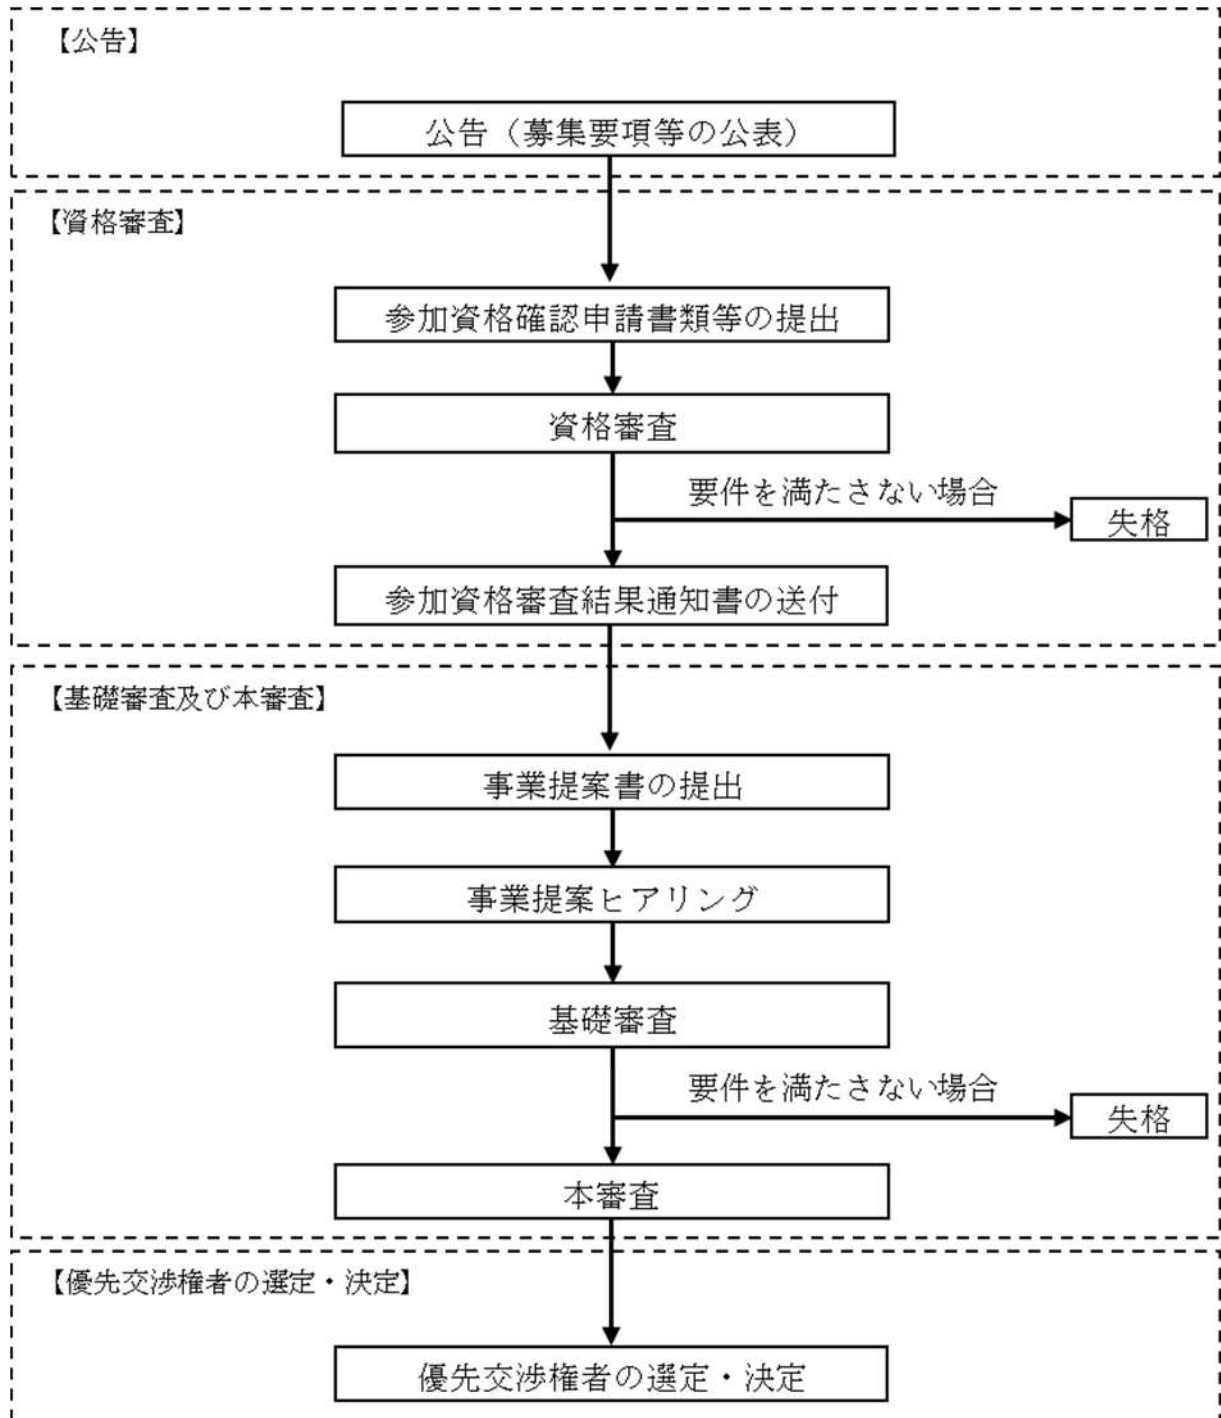 【公告】
公告（募集要項等の公表）
【資格審査】
参加資格確認申請書類等の提出
資格審査
要件を満たさない場合
失格
参加資格審査結果通知書の送付
【基礎審査及び本審査】
事業提案書の提出
事業提案ヒアリング
基礎審査
要件を満たさない場合
失格
本審査
【優先交渉権者の選定・決定】
優先交渉権者の選定・決定